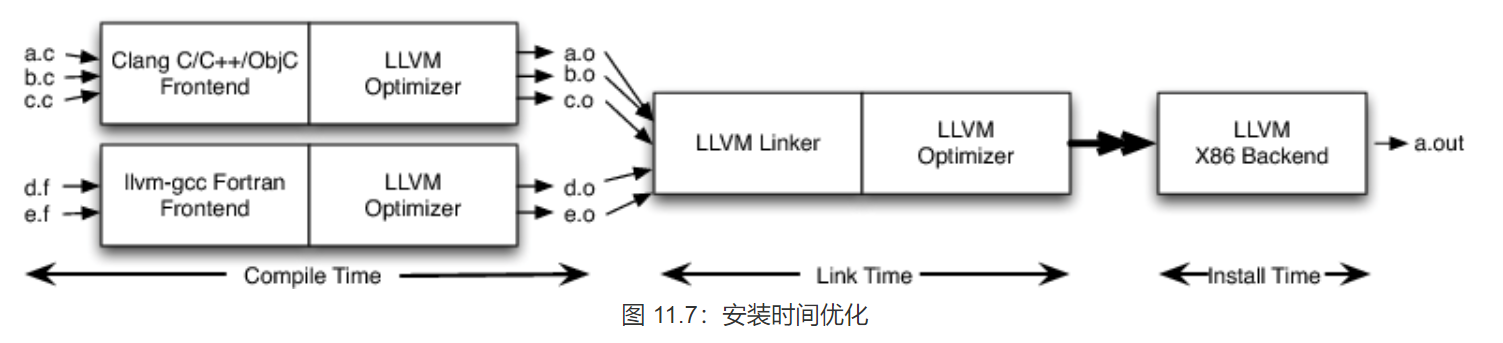 a.c
b.c
c.c
Clang C/C++/ObjC
Frontend
LLVM
Optimizer
a.o
b.o
c.o
d.f
e.f
llvm-gcc Fortran
Frontend
LLVM
Optimizer
d.o
e.o
LLVM Linker
LLVM
Optimizer
LLVM
X86 Backend
a.out
Compile Time
Link Time
Install Time
图 11.7：安装时间优化